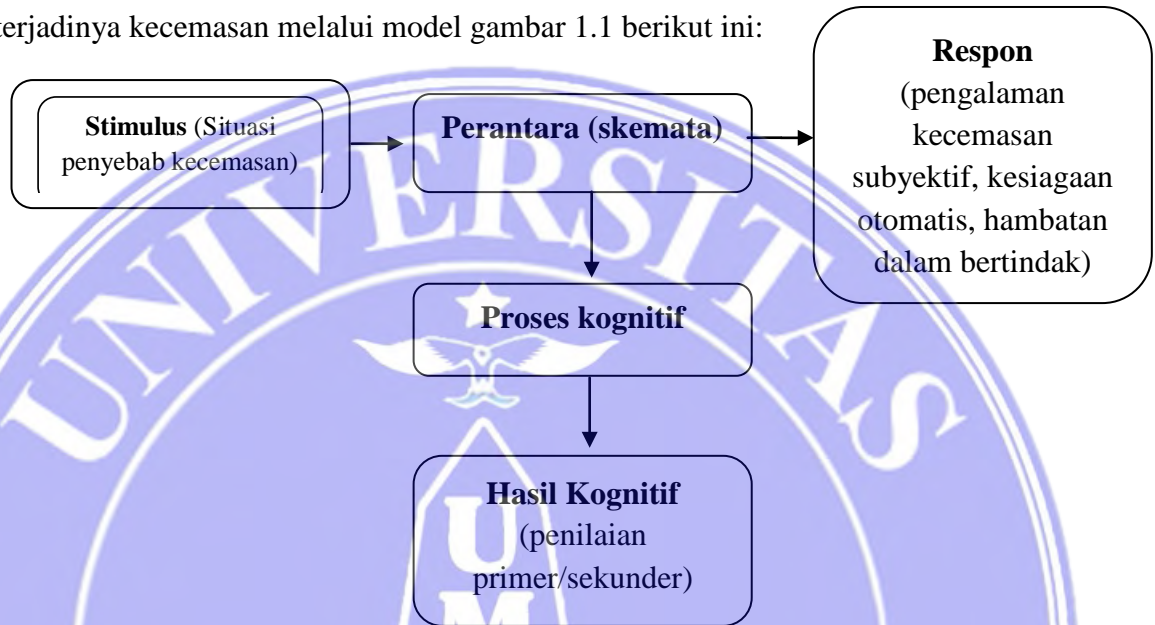 terjadinya kecemasan melalui model gambar 1.1 berikut ini:
Stimulus (Situasi
penyebab kecemasan)
Perantara (skemata)
Respon
(pengalaman
kecemasan
subyektif, kesiagaan
otomatis, hambatan
dalam bertindak)
Proses kognitif
Hasil Kognitif
(penilaian
primer/sekunder)
UNIVERSITAS
U
M